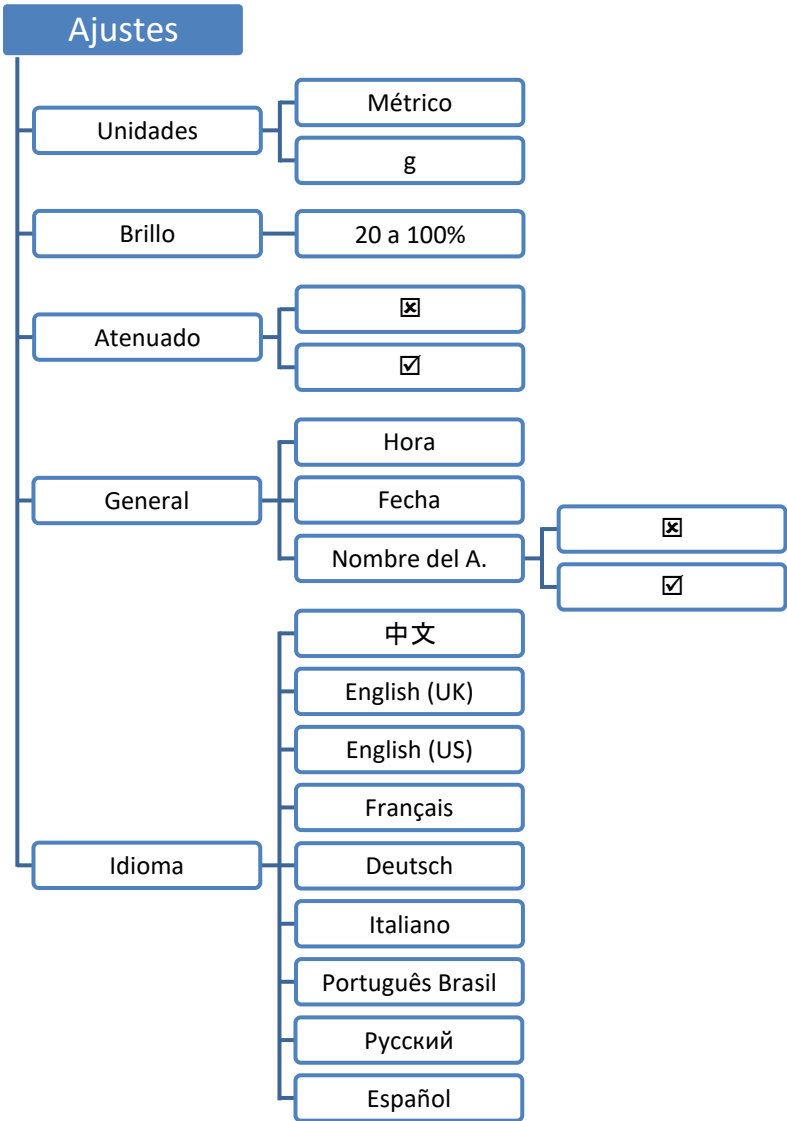 Ajustes
Unidades
Métrico
g
Brillo
20 a 100%
Atenuado
☒
☑
General
Hora
Fecha
Nombre del A.
☒
☑
Idioma
中文
English (UK)
English (US)
Français
Deutsch
Italiano
Português Brasil
Русский
Español